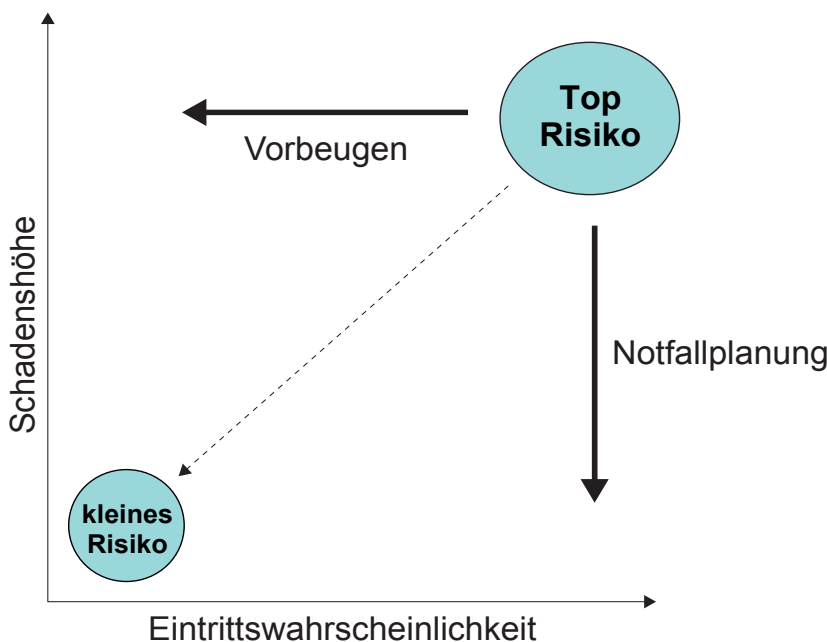 Top
Risiko
Vorbeugen
Schadenshöhe
Notfallplanung
kleines
Risiko
Eintrittswahrscheinlichkeit